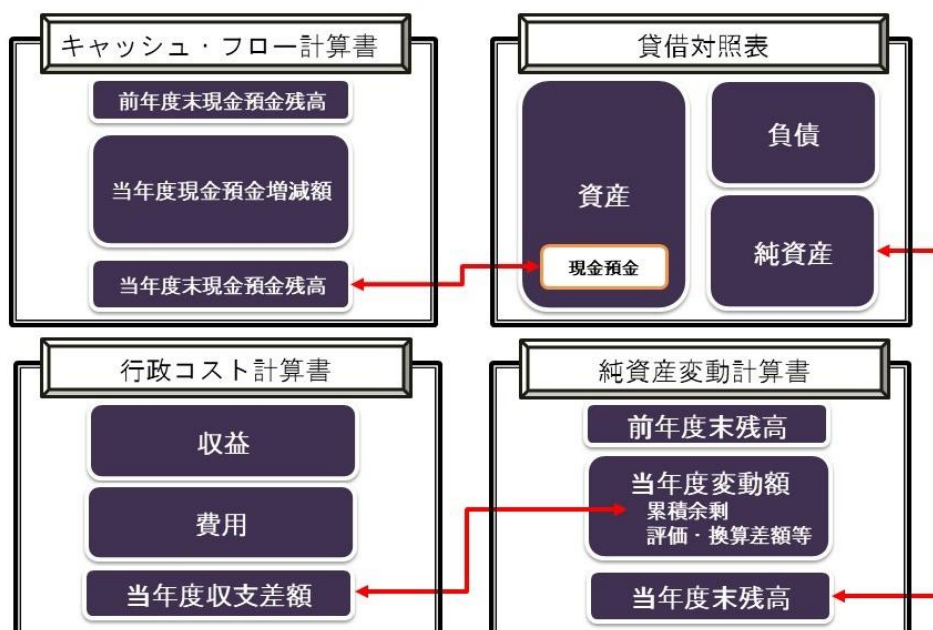 キャッシュ・フロー計算書
前年度末現金預金残高
当年度現金預金増減額
当年度末現金預金残高
貸借対照表
資産
現金預金
負債
純資産
行政コスト計算書
収益
費用
当年度収支差額
純資産変動計算書
前年度末残高
当年度変動額
累積余剰
評価・換算差額等
当年度末残高